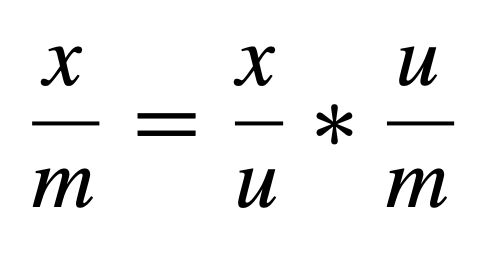 x/m = x/u * u/m